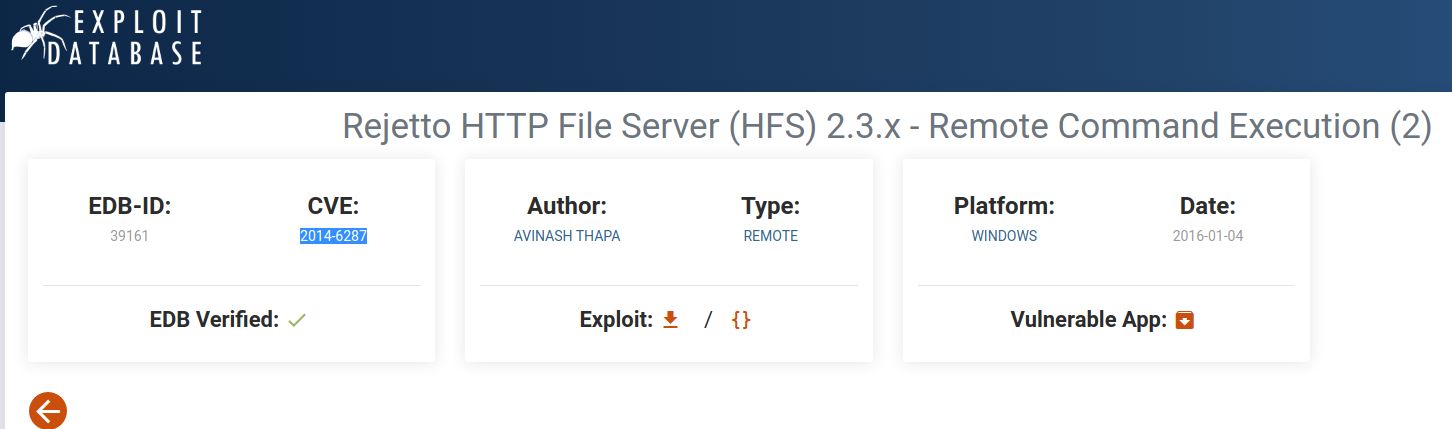 EXPLOIT
DATABASE
Rejetto HTTP File Server (HFS) 2.3.x - Remote Command Execution (2)
EDB-ID:
39161
CVE:
2014-6287
EDB Verified:
Author:
AVINASH THAPA
Type:
REMOTE
Exploit: / {}
Platform:
WINDOWS
Date:
2016-01-04
Vulnerable App: